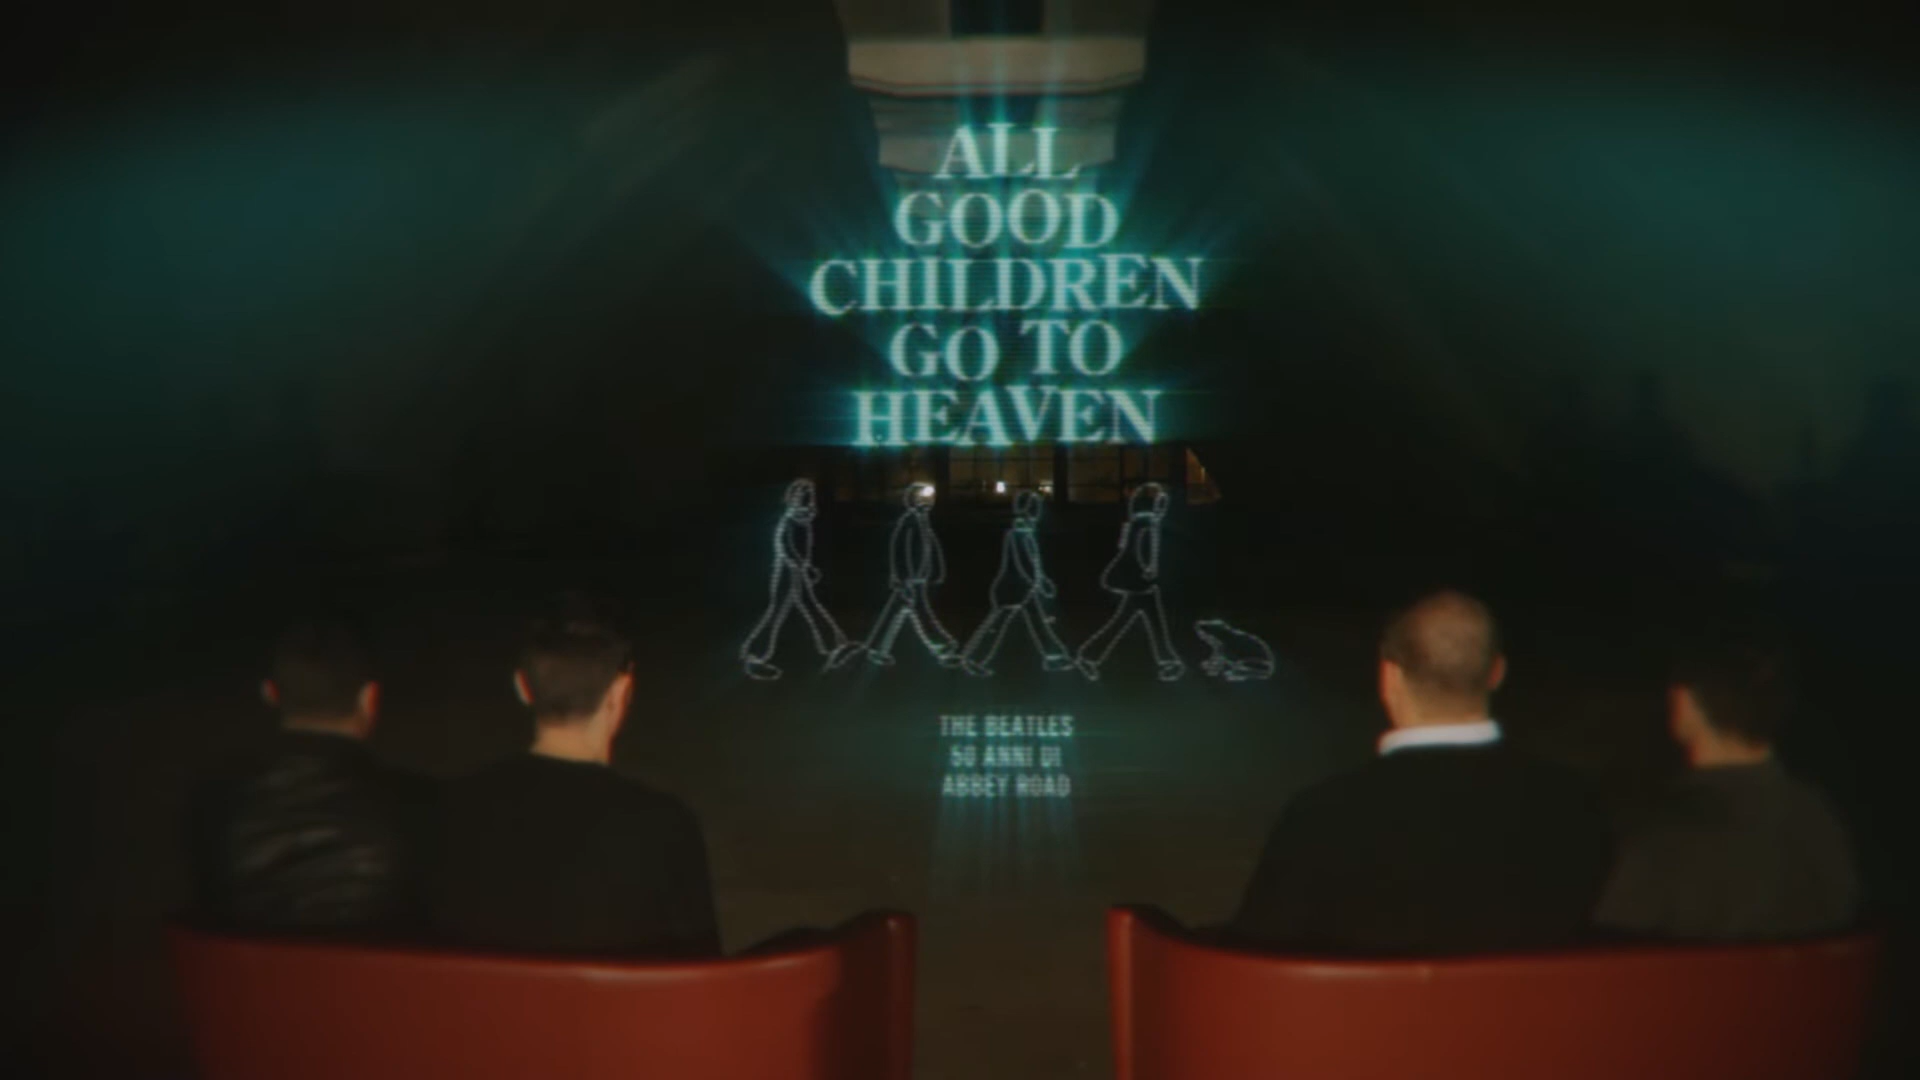 ALL
GOOD
CHILDREN
GO TO
HEAVEN
THE BEATLES
50 ANNI DI
ABBEY ROAD